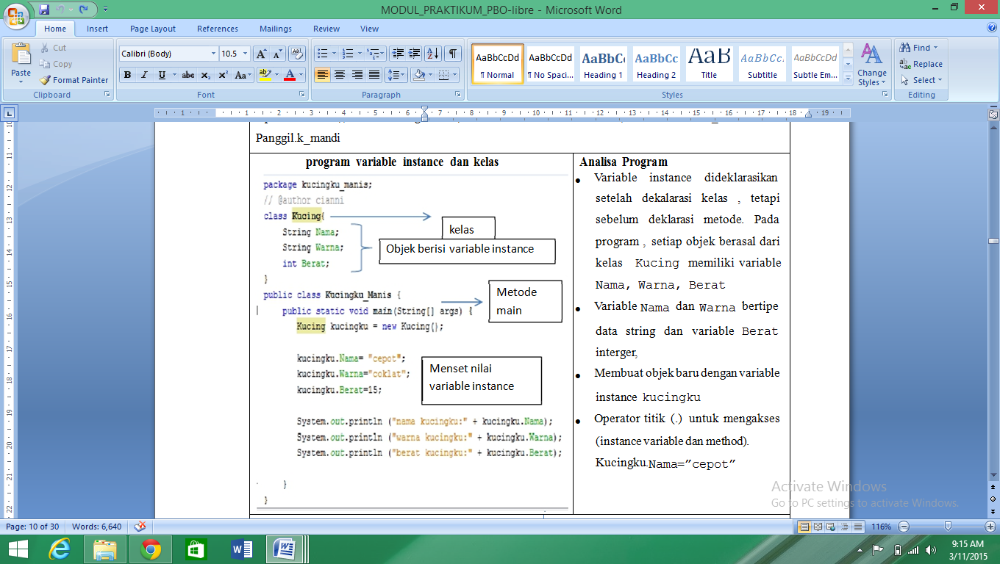 MODUL_PRAKTIKUM_PBO-libre - Microsoft Word
Home Insert Page Layout References Mailings Review View
Paste
Cut
Copy
Format Painter
Clipboard
Calibri (Body) 10.5
B I U abc x₂ x² Aa
Font
Paragraph
AaBbCcDd AaBbCcDd AaBbC AaBbCc AaB AaBbCc. AaBbCcDd
¶ Normal ¶ No Spaci... Heading 1 Heading 2 Title Subtitle Subtle Em...
Change
Styles
Styles
Find
Replace
Select
Editing
Panggil.k_mandi
program variable instance dan kelas
package kucingku_manis;
// @author cianni
class Kucing{
kelas
String Nama;
String Warna;
int Berat;
Objek berisi variable instance
}
public class Kucingku_Manis {
Metode
main
public static void main(String[] args) {
Kucing kucingku = new Kucing();
kucingku.Nama= "cepot";
kucingku.Warna="coklat";
kucingku.Berat=15;
Menset nilai
variable instance
System.out.println ("nama kucingku:" + kucingku.Nama);
System.out.println ("warna kucingku:" + kucingku.Warna);
System.out.println ("berat kucingku:" + kucingku.Berat);
}
}
Analisa Program
• Variable instance dideklarasikan
setelah dekalarasi kelas , tetapi
sebelum deklarasi metode. Pada
program , setiap objek berasal dari
kelas Kucing memiliki variable
Nama, Warna, Berat
• Variable Nama dan Warna bertipe
data string dan variable Berat
interger,
• Membuat objek baru dengan variable
instance kucingku
• Operator titik (.) untuk mengakses
(instance variable dan method).
Kucingku.Nama=”cepot”
Activate Windows
Go to PC settings to activate Windows.
Page: 10 of 30 Words: 6,640 116%
9:15 AM
3/11/2015